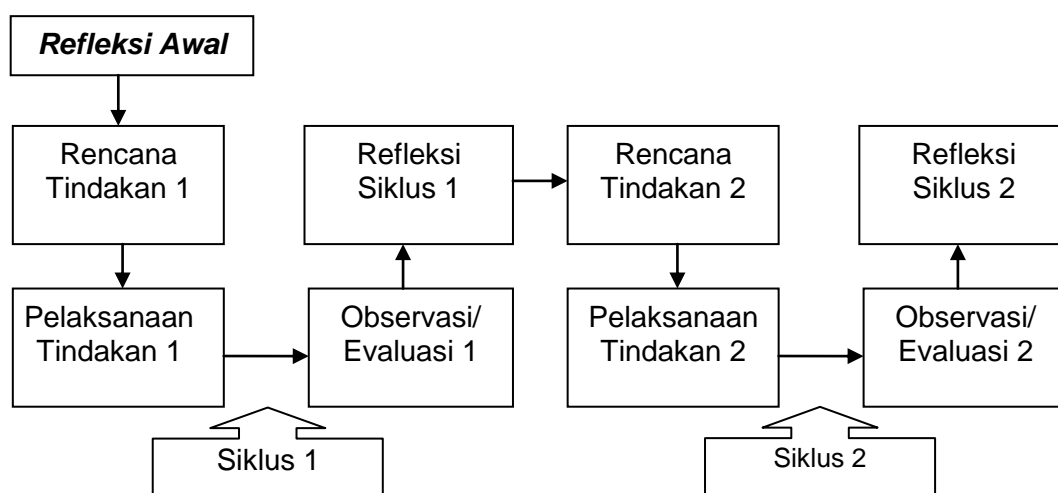 Refleksi Awal
Rencana
Tindakan 1
Refleksi
Siklus 1
Rencana
Tindakan 2
Refleksi
Siklus 2
Pelaksanaan
Tindakan 1
Observasi/
Evaluasi 1
Pelaksanaan
Tindakan 2
Observasi/
Evaluasi 2
Siklus 1
Siklus 2